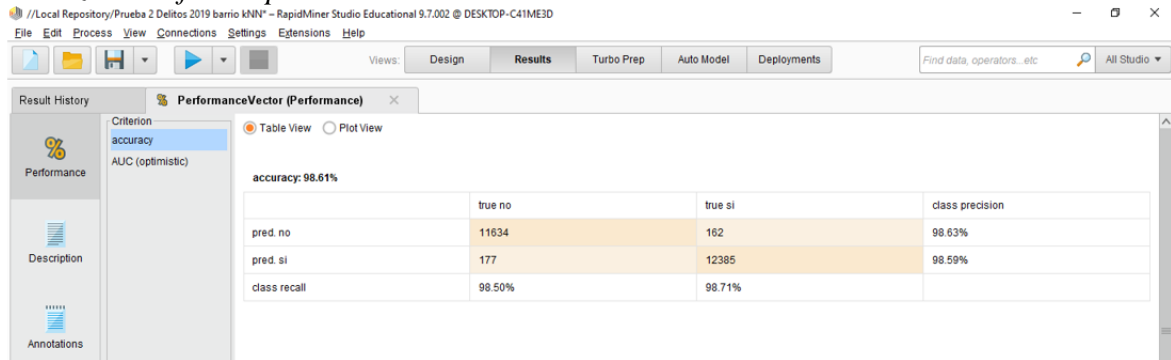 //Local Repository/Prueba 2 Delitos 2019 barrio kNN* – RapidMiner Studio Educational 9.7.002 @ DESKTOP-C41ME3D
File Edit Process View Connections Settings Extensions Help
Views: Design Results Turbo Prep Auto Model Deployments Find data, operators...etc All Studio
Result History % PerformanceVector (Performance)
Criterion
accuracy
AUC (optimistic)
Table View Plot View
%
Performance
Description
Annotations
accuracy: 98.61%
true no true si class precision
pred. no 11634 162 98.63%
pred. si 177 12385 98.59%
class recall 98.50% 98.71%